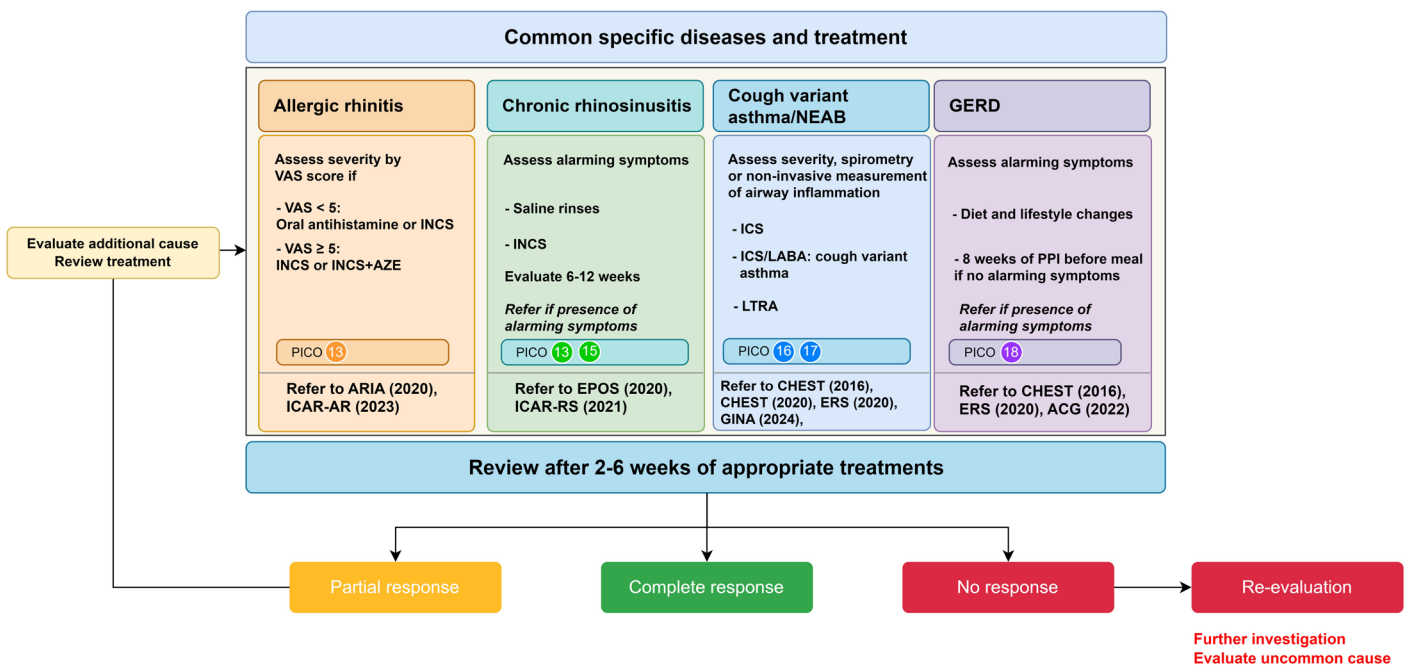 Common specific diseases and treatment
Allergic rhinitis
Assess severity by
VAS score if
- VAS < 5:
Oral antihistamine or INCS
- VAS ≥ 5:
INCS or INCS+AZE
PICO 13
Refer to ARIA (2020),
ICAR-AR (2023)
Chronic rhinosinusitis
Assess alarming symptoms
- Saline rinses
- INCS
Evaluate 6-12 weeks
Refer if presence of
alarming symptoms
PICO 13 15
Refer to EPOS (2020),
ICAR-RS (2021)
Cough variant
asthma/NEAB
Assess severity, spirometry
or non-invasive measurement
of airway inflammation
- ICS
- ICS/LABA: cough variant
asthma
- LTRA
PICO 16 17
Refer to CHEST (2016),
CHEST (2020), ERS (2020),
GINA (2024),
GERD
Assess alarming symptoms
- Diet and lifestyle changes
- 8 weeks of PPI before meal
if no alarming symptoms
Refer if presence of
alarming symptoms
PICO 18
Refer to CHEST (2016),
ERS (2020), ACG (2022)
Evaluate additional cause
Review treatment
Review after 2-6 weeks of appropriate treatments
Partial response
Complete response
No response
Re-evaluation
Further investigation
Evaluate uncommon cause